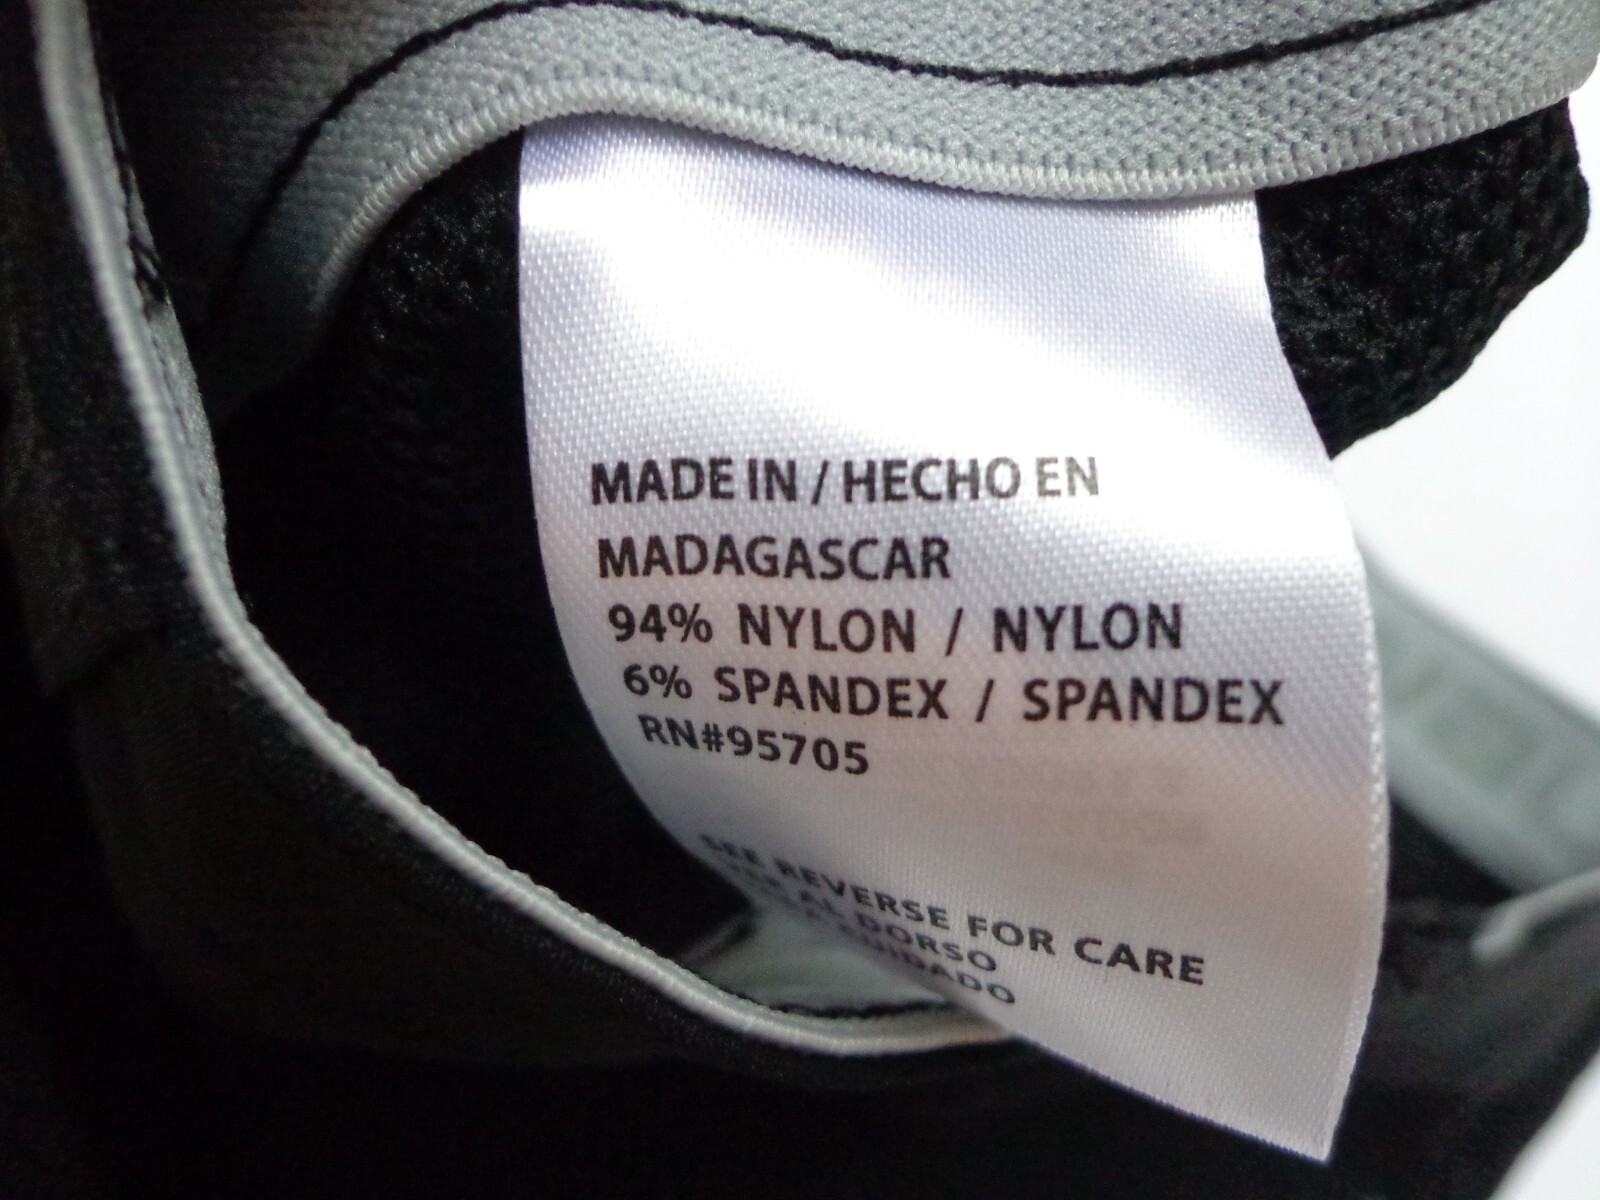 MADE IN / HECHO EN
MADAGASCAR
94% NYLON / NYLON
6% SPANDEX / SPANDEX
RN#95705
SEE REVERSE FOR CARE
VER AL DORSO
CUIDADO